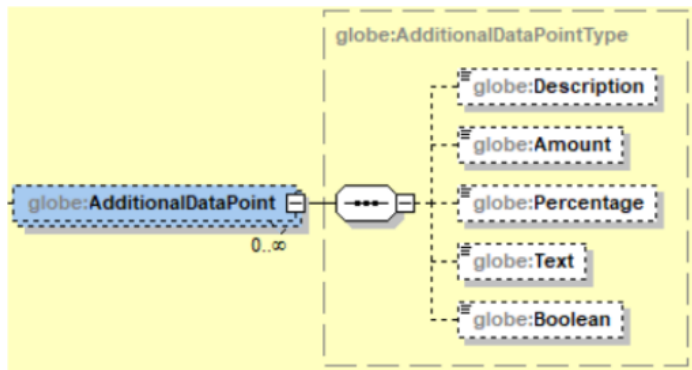 globe:AdditionalDataPointType
globe:Description
globe:Amount
globe:Percentage
globe:AdditionalDataPoint
0..∞
globe:Text
globe:Boolean